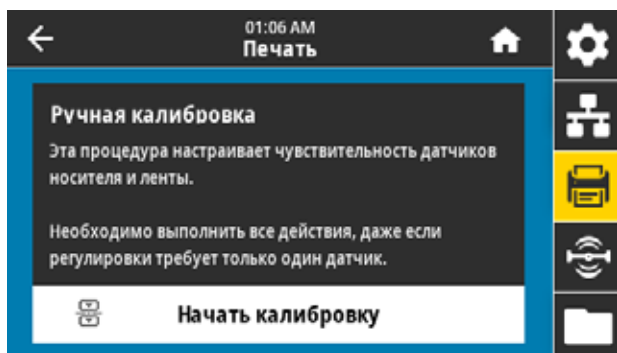 01:06 AM
Печать
Ручная калибровка
Эта процедура настраивает чувствительность датчиков
носителя и ленты.
Необходимо выполнить все действия, даже если
регулировки требует только один датчик.
Начать калибровку